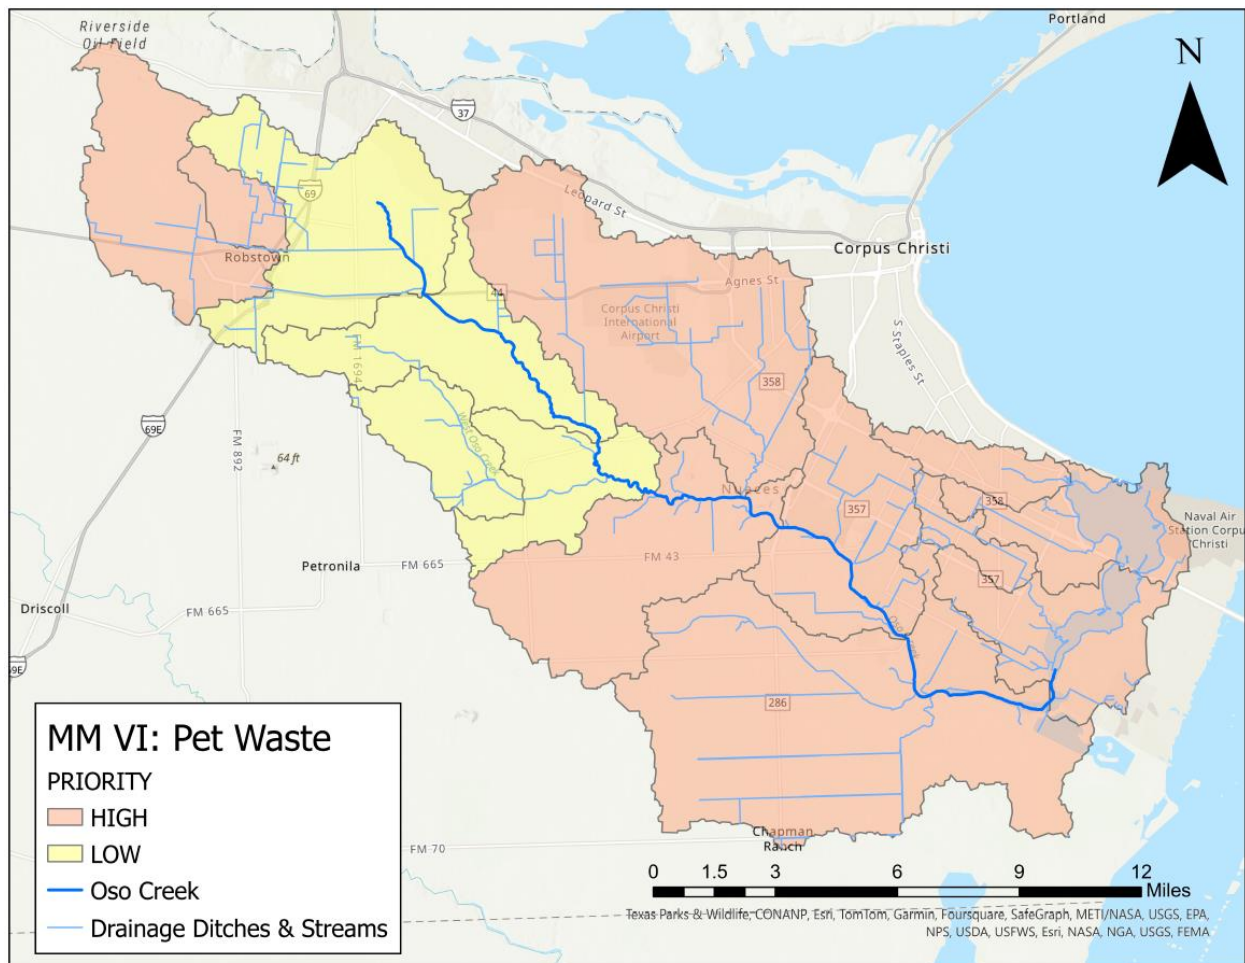 Riverside
Oil Field
Portland
N
37
69
Leopard St
Corpus Christi
Robstown
44
Agnes St
Corpus Christi
International
Airport
S Staples St
FM 1694
358
69E
FM 892
64 ft
West Oso Creek
Nueces
357
358
Naval Air
Station Corpu
Christi
FM 43
Petronila
FM 665
357
Driscoll
FM 665
69E
286
MM VI: Pet Waste
PRIORITY
HIGH
LOW
Oso Creek
Drainage Ditches & Streams
Chapman
Ranch
FM 70
0 1.5 3 6 9 12
Miles
Texas Parks & Wildlife, CONANP, Esri, TomTom, Garmin, Foursquare, SafeGraph, METI/NASA, USGS, EPA,
NPS, USDA, USFWS, Esri, NASA, NGA, USGS, FEMA